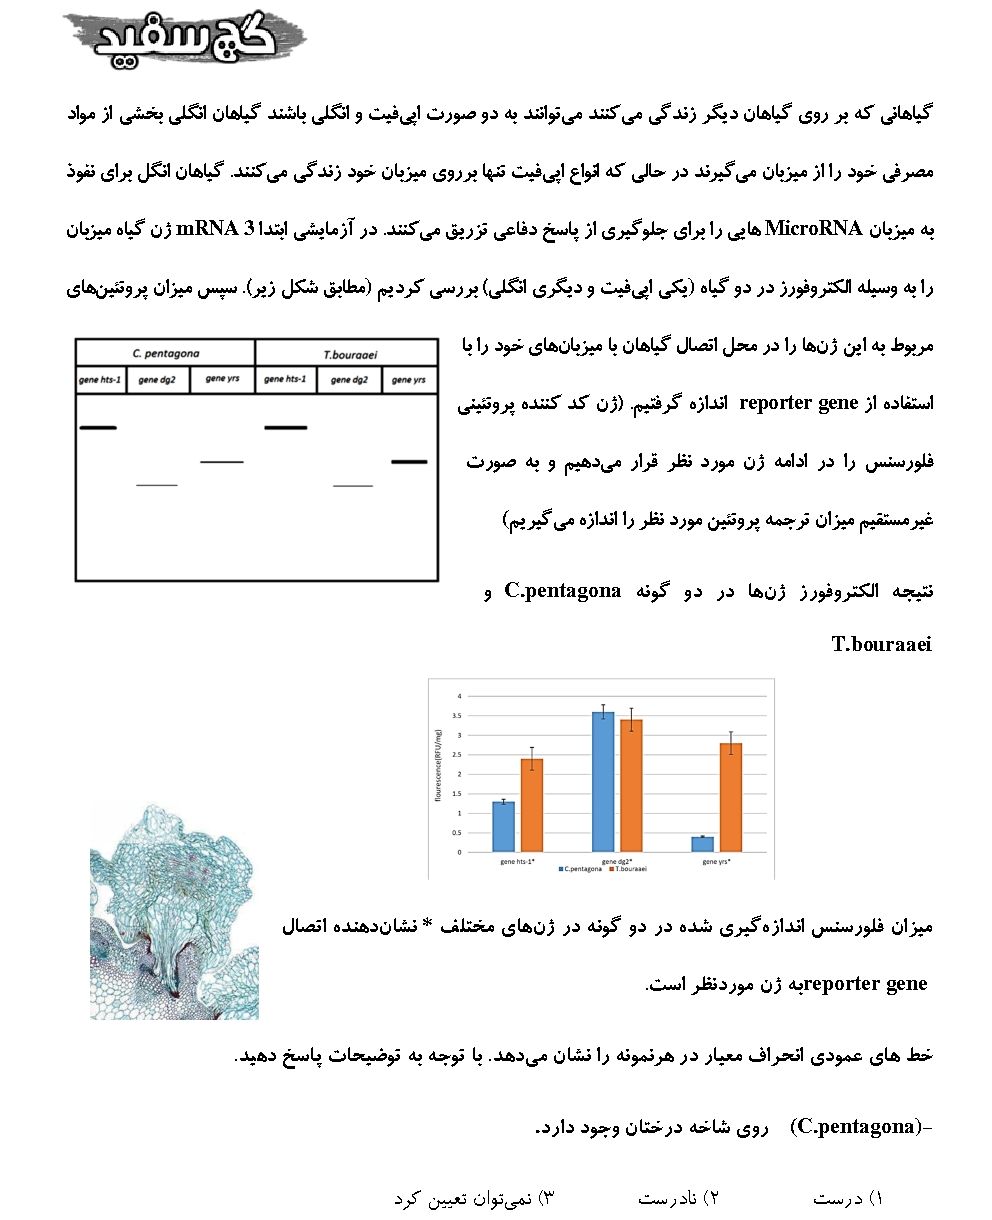 گچ سفید
گیاهانی که بر روی گیاهان دیگر زندگی می‌کنند می‌توانند به دو صورت اپی‌فیت و انگلی باشند گیاهان انگلی بخشی از مواد
مصرفی خود را از میزبان می‌گیرند در حالی که انواع اپی‌فیت تنها برروی میزبان خود زندگی می‌کنند. گیاهان انگل برای نفوذ
به میزبان MicroRNA هایی را برای جلوگیری از پاسخ دفاعی تزریق می‌کنند. در آزمایشی ابتدا mRNA 3 ژن گیاه میزبان
را به وسیله الکتروفورز در دو گیاه (یکی اپی‌فیت و دیگری انگلی) بررسی کردیم (مطابق شکل زیر). سپس میزان پروتئین‌های
مربوط به این ژن‌ها را در محل اتصال گیاهان با میزبان‌های خود را با
استفاده از reporter gene اندازه گرفتیم. (ژن کد کننده پروتئینی
فلورسنس را در ادامه ژن مورد نظر قرار می‌دهیم و به صورت
غیرمستقیم میزان ترجمه پروتئین مورد نظر را اندازه می‌گیریم)
C. pentagona T.bouraaei
gene hts-1 gene dg2 gene yrs gene hts-1 gene dg2 gene yrs
نتیجه الکتروفورز ژن‌ها در دو گونه C.pentagona و
T.bouraaei
flourescence(RFU/mg)
4
3.5
3
2.5
2
1.5
1
0.5
0
gene hts-1* gene dg2* gene yrs*
C.pentagona T.bouraaei
میزان فلورسنس اندازه‌گیری شده در دو گونه در ژن‌های مختلف * نشان‌دهنده اتصال
reporter gene به ژن موردنظر است.
خط های عمودی انحراف معیار در هرنمونه را نشان می‌دهد. با توجه به توضیحات پاسخ دهید.
–(C.pentagona) روی شاخه درختان وجود دارد.
۱) درست ۲) نادرست ۳) نمی‌توان تعیین کرد